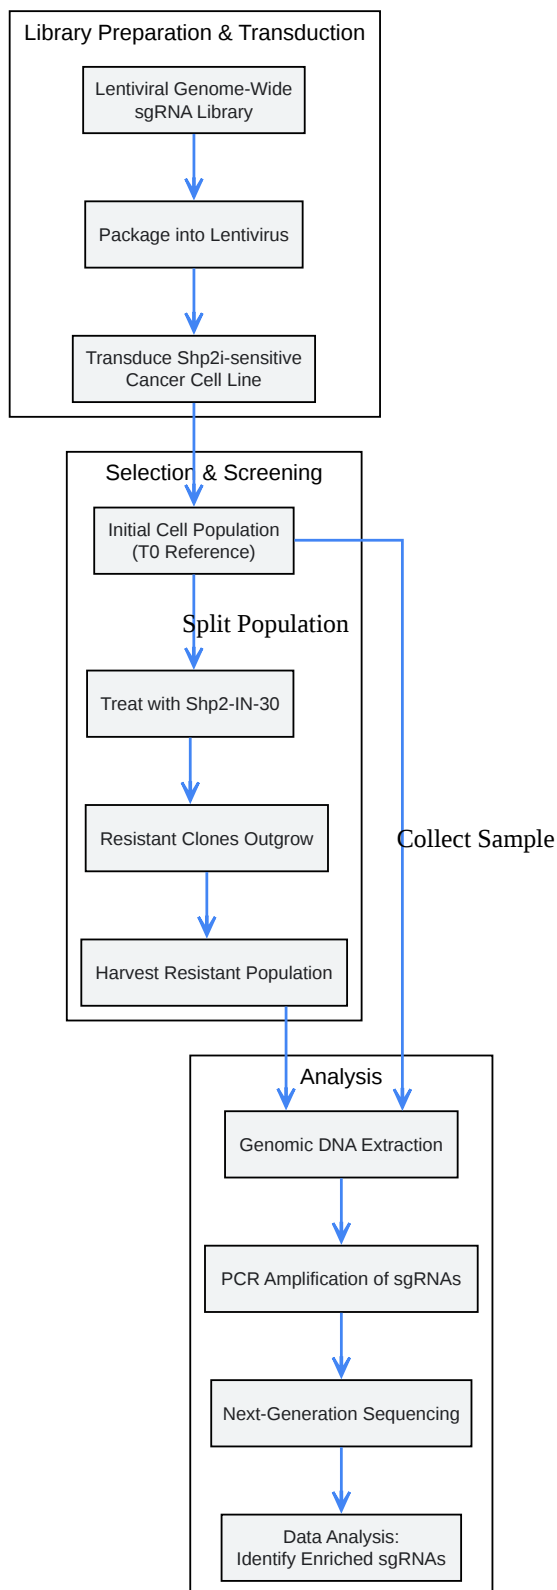 Library Preparation & Transduction
Lentiviral Genome-Wide
sgRNA Library
Package into Lentivirus
Transduce Shp2i-sensitive
Cancer Cell Line
Selection & Screening
Initial Cell Population
(T0 Reference)
Split Population
Treat with Shp2-IN-30
Resistant Clones Outgrow
Collect Sample
Harvest Resistant Population
Analysis
Genomic DNA Extraction
PCR Amplification of sgRNAs
Next-Generation Sequencing
Data Analysis:
Identify Enriched sgRNAs